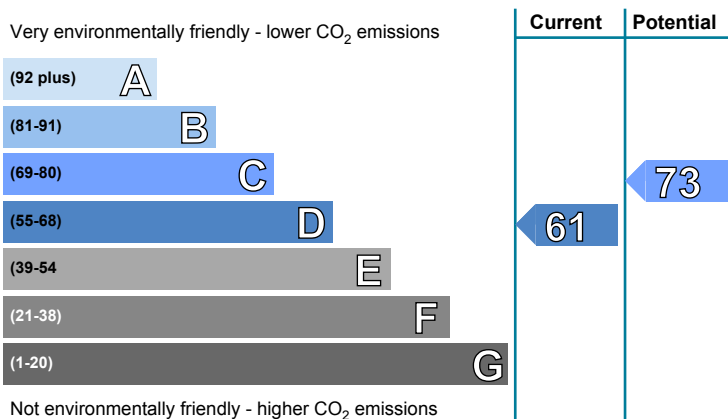 Very environmentally friendly - lower CO2 emissions
Current
Potential
(92 plus) A
(81-91) B
(69-80) C
73
(55-68) D
61
(39-54 E
(21-38) F
(1-20) G
Not environmentally friendly - higher CO2 emissions